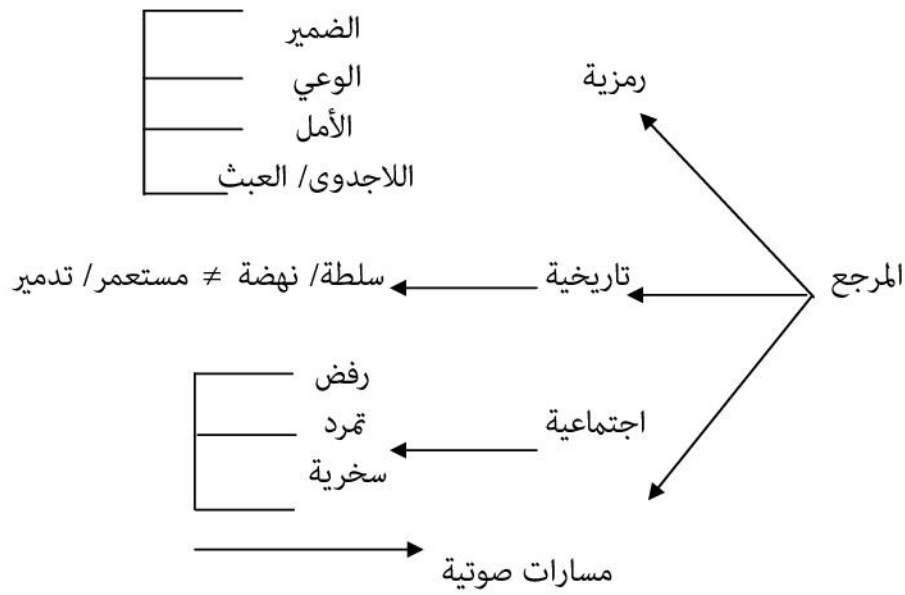 الضمير
رمزية
الوعي
الأمل
اللاجدوى/ العبث
المرجع
تاريخية
سلطة/ نهضة ≠ مستعمر/ تدمير
رفض
اجتماعية
تمرد
سخرية
مسارات صوتية